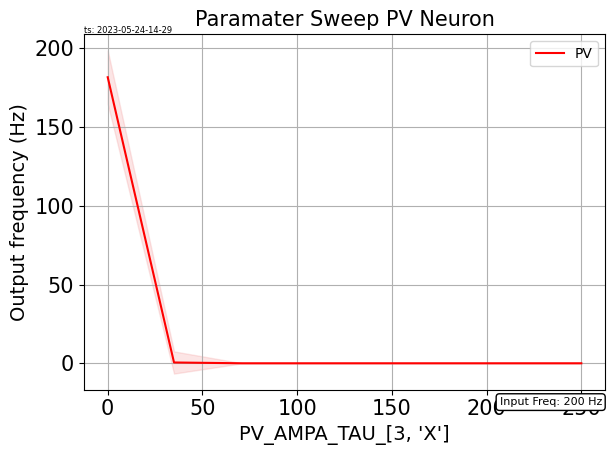 Paramater Sweep PV Neuron
ts: 2023-05-24-14-29
PV
200
150
100
50
0
Output frequency (Hz)
0 50 100 150 200 250
Input Freq: 200 Hz
PV_AMPA_TAU_[3, 'X']